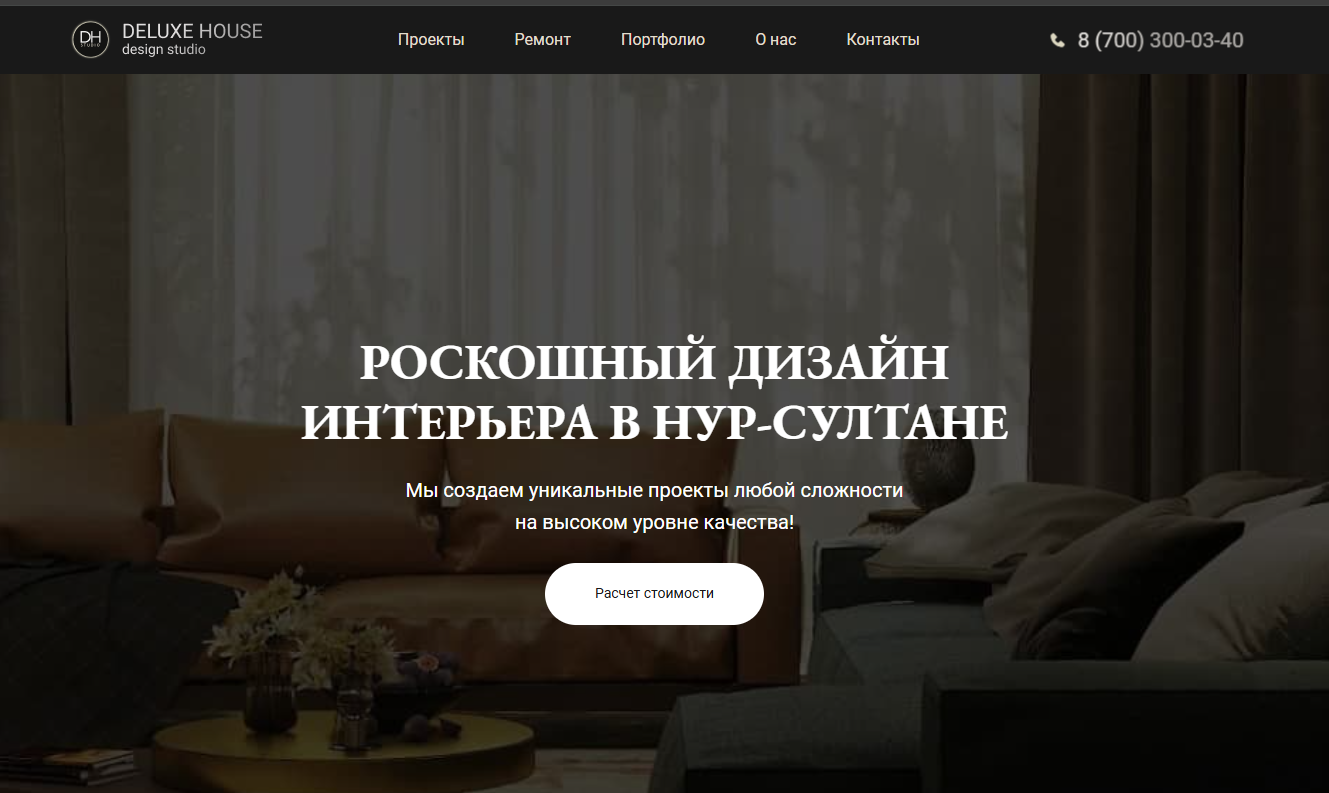 DH
STUDIO
DELUXE HOUSE
design studio
Проекты
Ремонт
Портфолио
О нас
Контакты
8 (700) 300-03-40
РОСКОШНЫЙ ДИЗАЙН
ИНТЕРЬЕРА В НУР-СУЛТАНЕ
Мы создаем уникальные проекты любой сложности
на высоком уровне качества!
Расчет стоимости